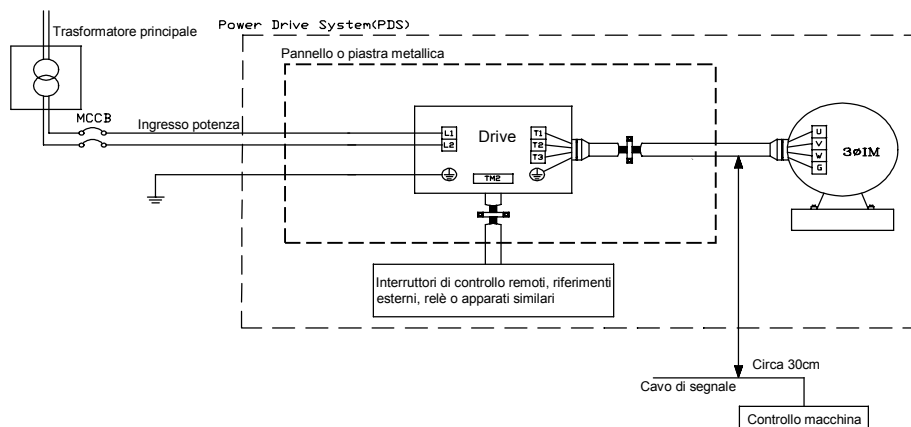 Power Drive System(PDS)
Trasformatore principale
Pannello o piastra metallica
MCCB
Ingresso potenza
L1
L2
Drive
T1
T2
T3
TM2
U
V
W
G
3øIM
Interruttori di controllo remoti, riferimenti
esterni, relè o apparati similari
Circa 30cm
Cavo di segnale
Controllo macchina